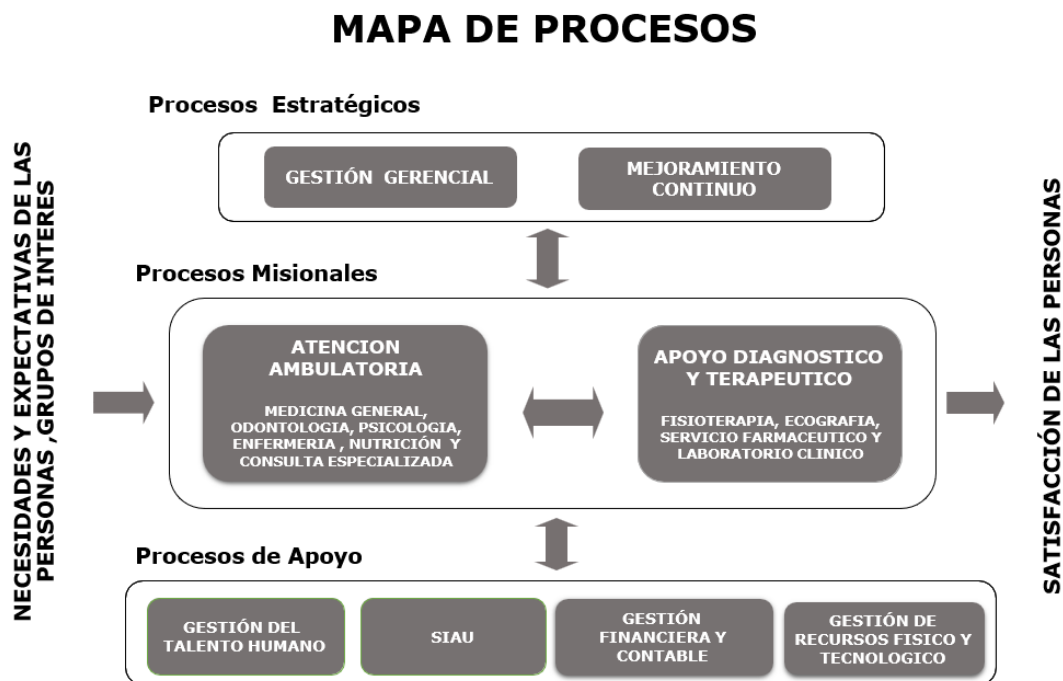 MAPA DE PROCESOS
NECESIDADES Y EXPECTATIVAS DE LAS
PERSONAS ,GRUPOS DE INTERES
Procesos Estratégicos
GESTIÓN GERENCIAL
MEJORAMIENTO
CONTINUO
Procesos Misionales
ATENCION
AMBULATORIA
MEDICINA GENERAL,
ODONTOLOGIA, PSICOLOGIA,
ENFERMERIA , NUTRICIÓN Y
CONSULTA ESPECIALIZADA
APOYO DIAGNOSTICO
Y TERAPEUTICO
FISIOTERAPIA, ECOGRAFIA,
SERVICIO FARMACEUTICO Y
LABORATORIO CLINICO
Procesos de Apoyo
GESTIÓN DEL
TALENTO HUMANO
SIAU
GESTIÓN
FINANCIERA Y
CONTABLE
GESTIÓN DE
RECURSOS FISICO Y
TECNOLOGICO
SATISFACCIÓN DE LAS PERSONAS